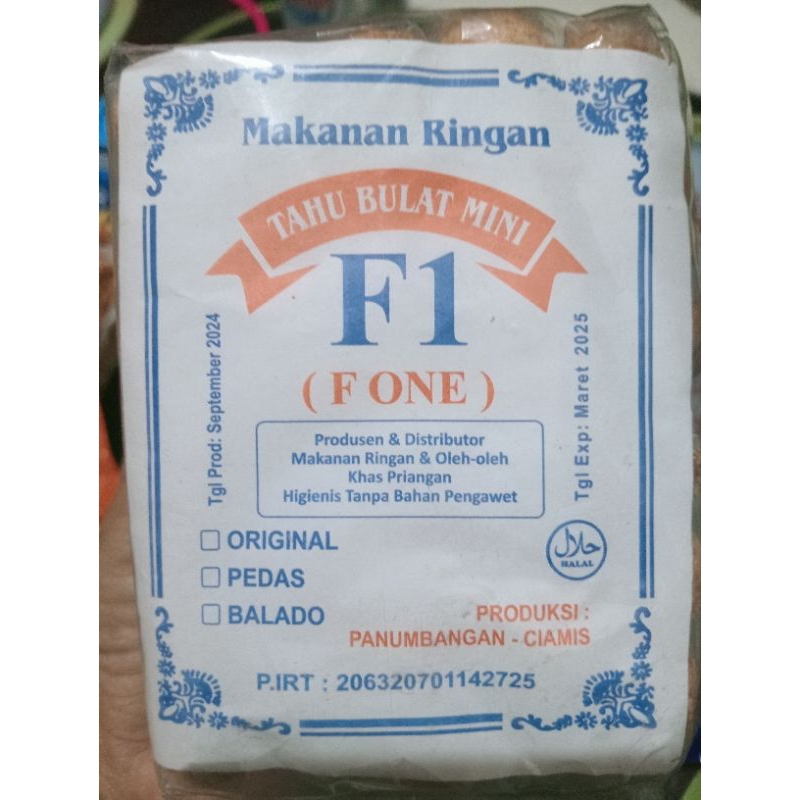 Makanan Ringan
TAHU BULAT MINI
F1
( F ONE )
Tgl Prod: September 2024
Tgl Exp: Maret 2025
Produsen & Distributor
Makanan Ringan & Oleh-oleh
Khas Priangan
Higienis Tanpa Bahan Pengawet
ORIGINAL
PEDAS
BALADO
حلال
HALAL
PRODUKSI :
PANUMBANGAN - CIAMIS
P.IRT : 206320701142725